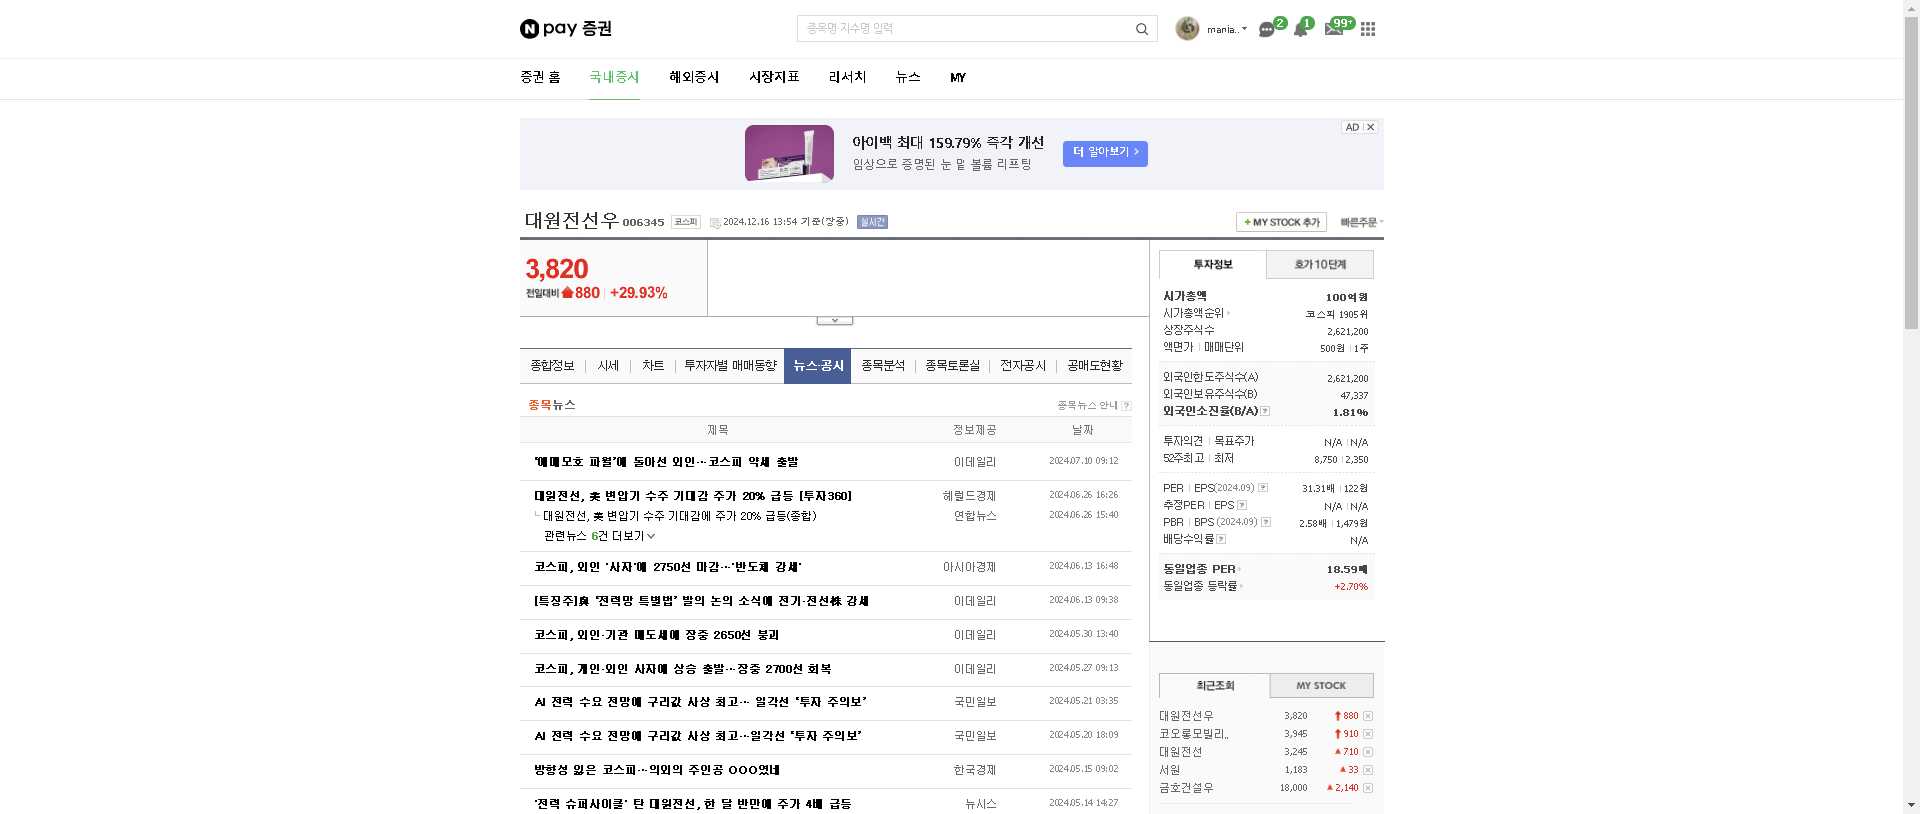 N pay 증권
종목명·지수명 입력
mania..
2
1
99+
증권 홈
국내증시
해외증시
시장지표
리서치
뉴스
MY
AD
아이백 최대 159.79% 즉각 개선
임상으로 증명된 눈 밑 볼륨 리프팅
더 알아보기 >
대원전선우 006345 코스피 2024.12.16 13:54 기준(장중) 실시간
+ MY STOCK 추가
빠른주문
3,820
전일대비 880 +29.93%
종합정보
시세
차트
투자자별 매매동향
뉴스·공시
종목분석
종목토론실
전자공시
공매도현황
종목뉴스
종목뉴스 안내 ?
제목 정보제공 날짜
'애매모호 파월'에 돌아선 외인…코스피 약세 출발 이데일리 2024.07.10 09:12
대원전선, 美 변압기 수주 기대감 주가 20% 급등 [투자360] 헤럴드경제 2024.06.26 16:26
대원전선, 美 변압기 수주 기대감에 주가 20% 급등(종합) 연합뉴스 2024.06.26 15:40
관련뉴스 6건 더보기
코스피, 외인 '사자'에 2750선 마감…'반도체 강세' 아시아경제 2024.06.13 16:48
[특징주]與 '전력망 특별법' 발의 논의 소식에 전기·전선株 강세 이데일리 2024.06.13 09:38
코스피, 외인·기관 매도세에 장중 2650선 붕괴 이데일리 2024.05.30 13:40
코스피, 개인·외인 사자에 상승 출발…장중 2700선 회복 이데일리 2024.05.27 09:13
AI 전력 수요 전망에 구리값 사상 최고… 일각선 '투자 주의보' 국민일보 2024.05.21 03:35
AI 전력 수요 전망에 구리값 사상 최고…일각선 '투자 주의보' 국민일보 2024.05.20 18:09
방향성 잃은 코스피…의외의 주인공 OOO였네 한국경제 2024.05.15 09:02
'전력 슈퍼사이클' 탄 대원전선, 한 달 반만에 주가 4배 급등 뉴시스 2024.05.14 14:27
투자정보
호가 10단계
시가총액 100억원
시가총액순위 코스피 1905위
상장주식수 2,621,200
액면가 매매단위 500원 1주
외국인한도주식수(A) 2,621,200
외국인보유주식수(B) 47,337
외국인소진율(B/A) ? 1.81%
투자의견 목표주가 N/A N/A
52주최고 최저 8,750 2,350
PER EPS(2024.09) ? 31.31배 122원
추정PER EPS ? N/A N/A
PBR BPS (2024.09) ? 2.58배 1,479원
배당수익률 ? N/A
동일업종 PER 18.59배
동일업종 등락률 +2.70%
최근조회
MY STOCK
대원전선우 3,820 880
코오롱모빌리.. 3,945 910
대원전선 3,245 710
서원 1,183 33
금호건설우 18,000 2,140